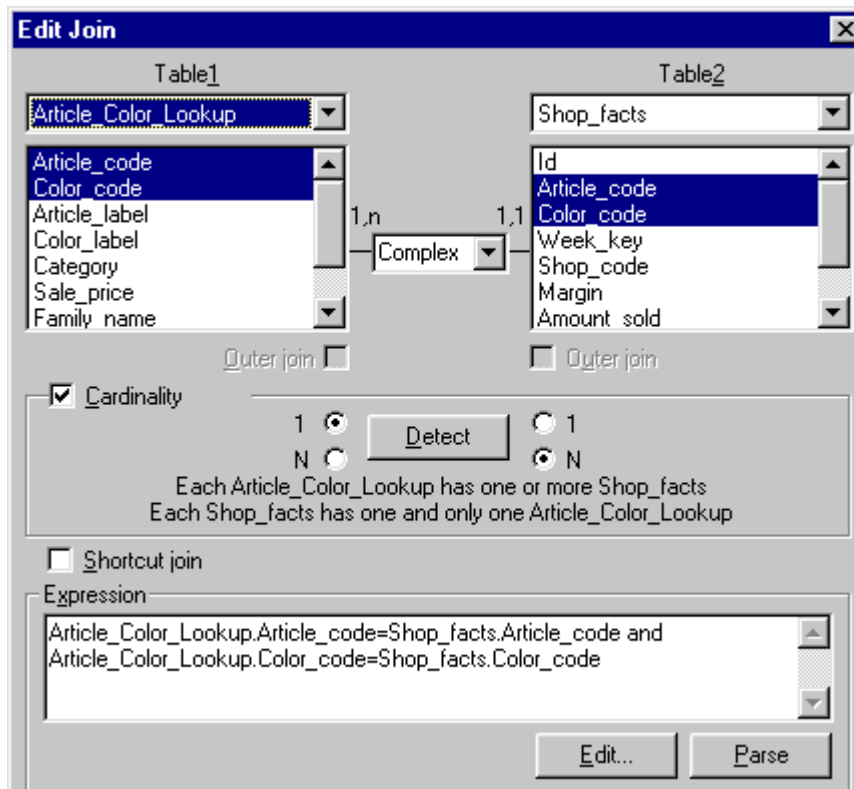 Edit Join
Table1
Table2
Article_Color_Lookup
Shop_facts
Article_code
Color_code
Article_label
Color_label
Category
Sale_price
Family_name
1,n
Complex
1,1
Id
Article_code
Color_code
Week_key
Shop_code
Margin
Amount_sold
Outer join
Outer join
Cardinality
1
Detect
1
N
N
Each Article_Color_Lookup has one or more Shop_facts
Each Shop_facts has one and only one Article_Color_Lookup
Shortcut join
Expression
Article_Color_Lookup.Article_code=Shop_facts.Article_code and
Article_Color_Lookup.Color_code=Shop_facts.Color_code
Edit...
Parse